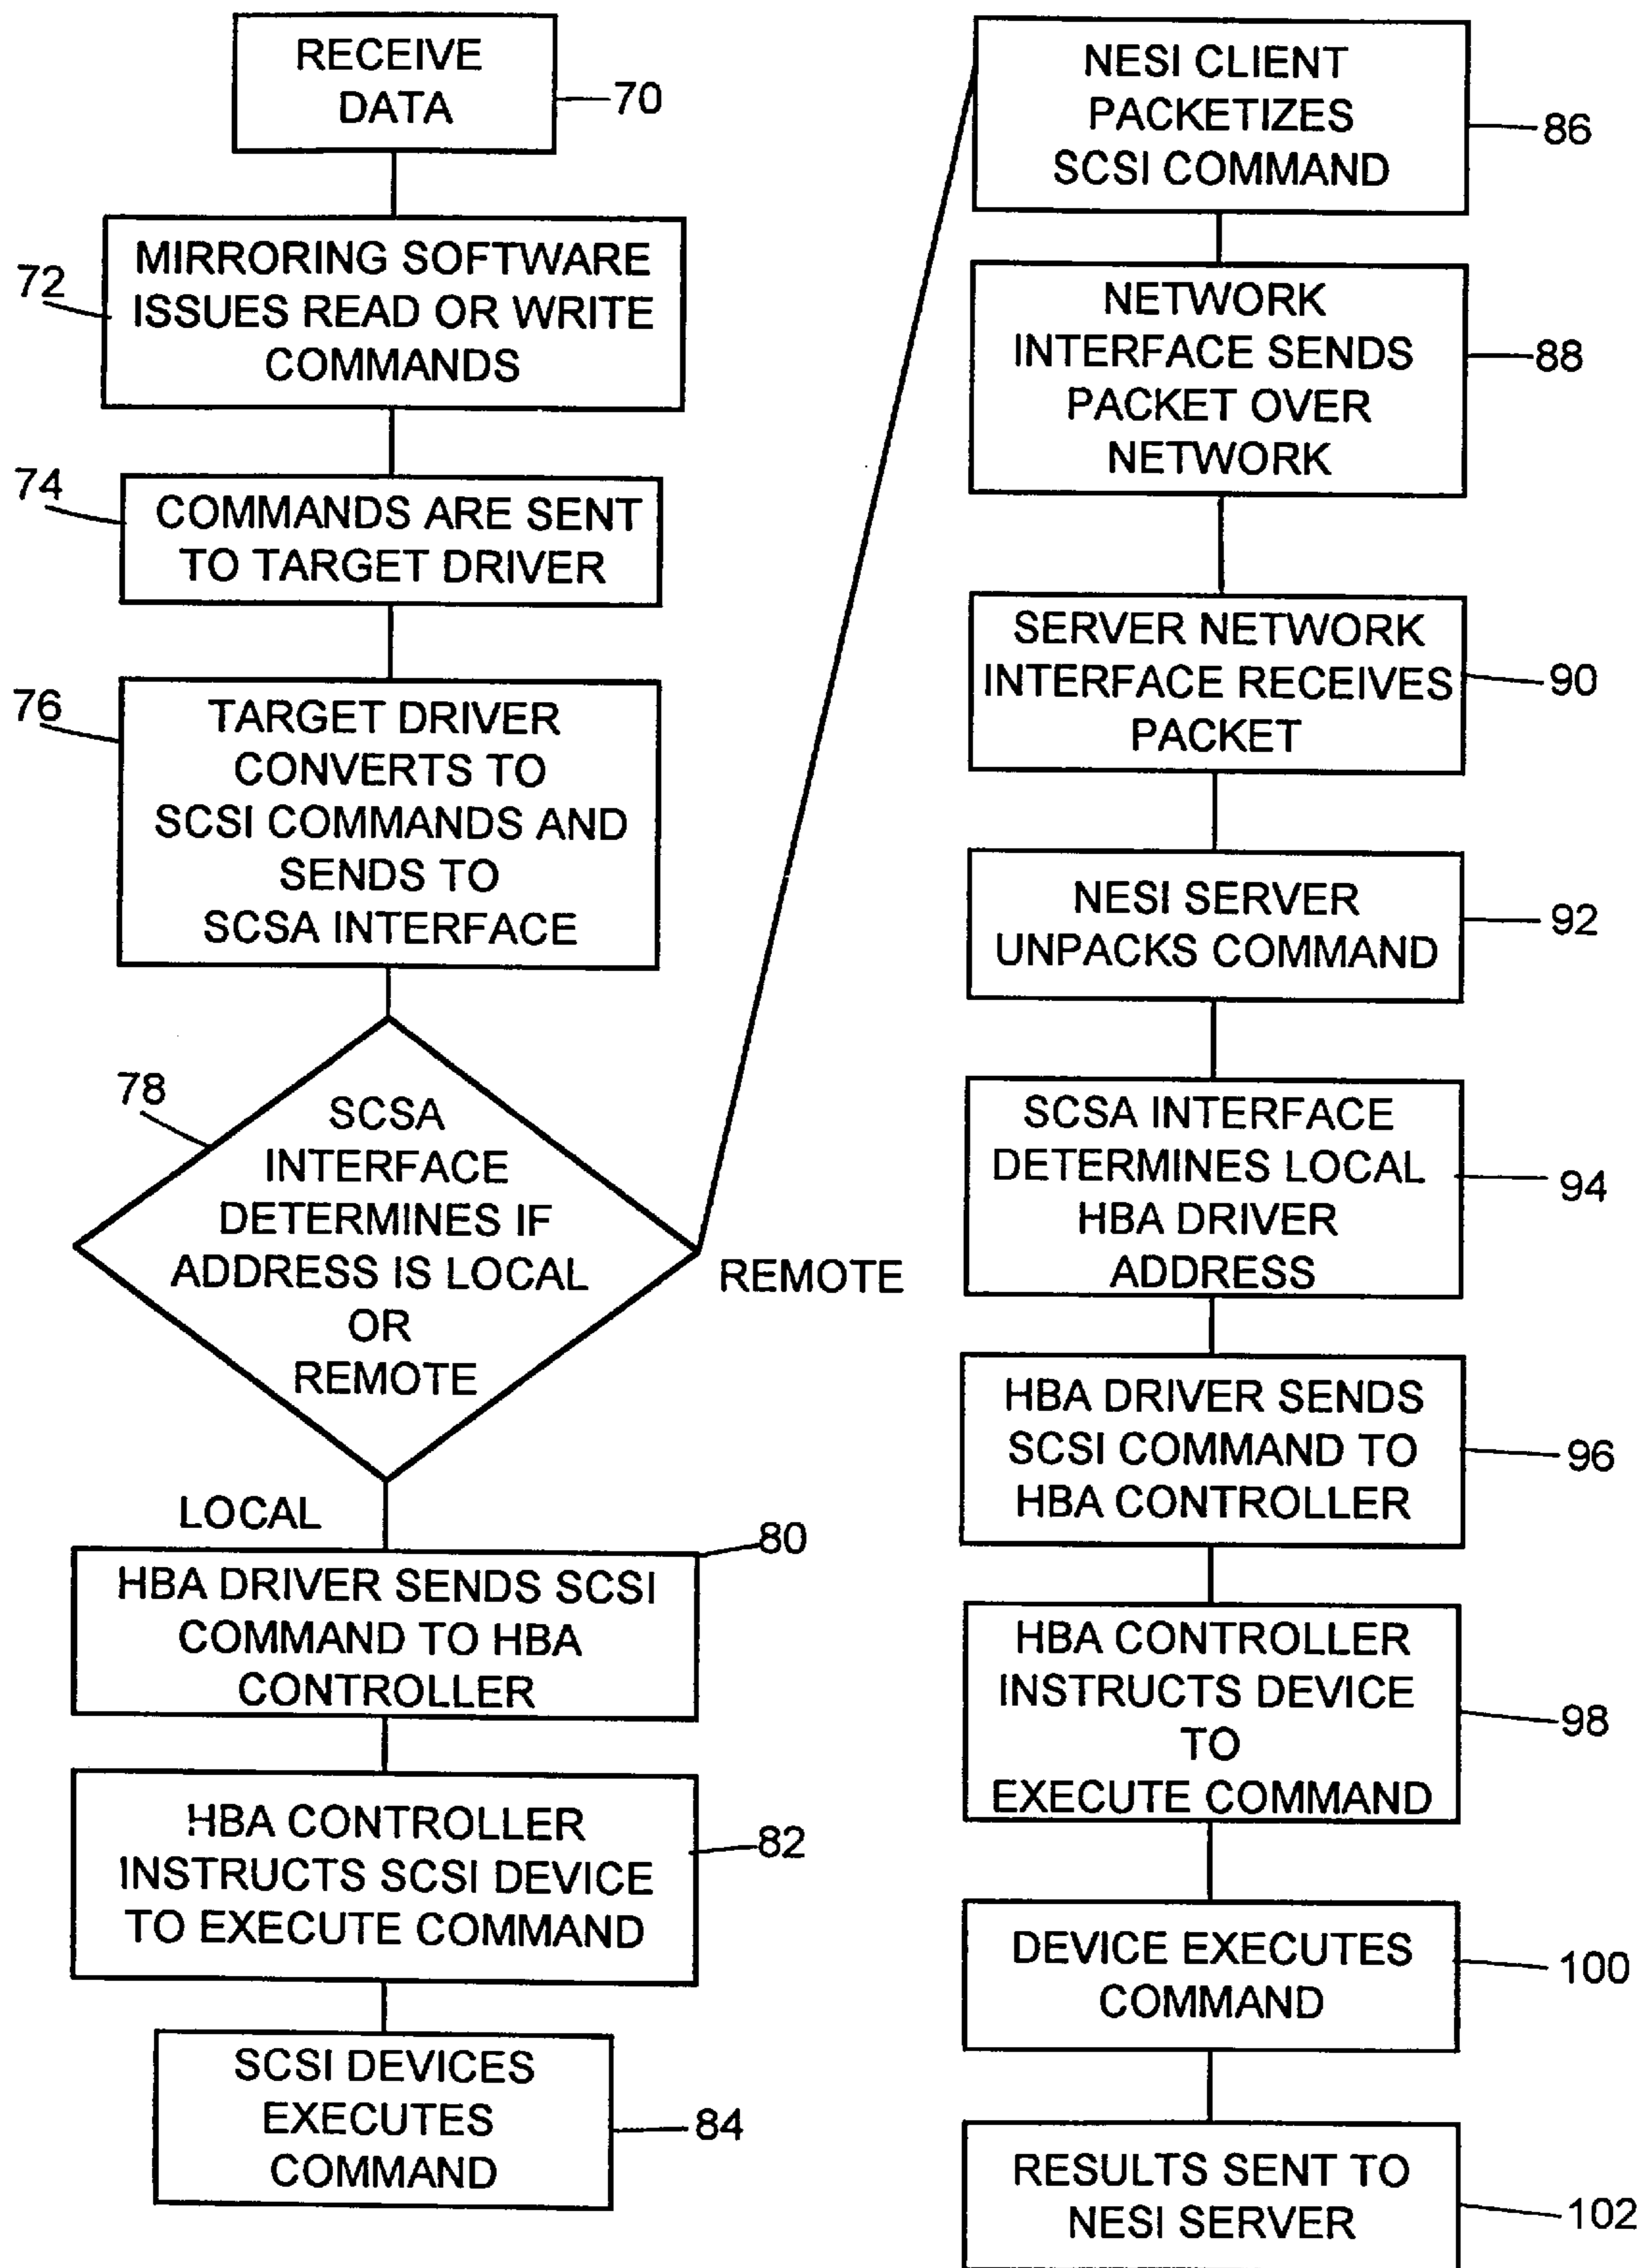 RECEIVE
DATA
70
72
MIRRORING SOFTWARE
ISSUES READ OR WRITE
COMMANDS
74
COMMANDS ARE SENT
TO TARGET DRIVER
76
TARGET DRIVER
CONVERTS TO
SCSI COMMANDS AND
SENDS TO
SCSA INTERFACE
78
SCSA
INTERFACE
DETERMINES IF
ADDRESS IS LOCAL
OR
REMOTE
REMOTE
LOCAL
80
HBA DRIVER SENDS SCSI
COMMAND TO HBA
CONTROLLER
HBA CONTROLLER
INSTRUCTS SCSI DEVICE
TO EXECUTE COMMAND
82
SCSI DEVICES
EXECUTES
COMMAND
84
NESI CLIENT
PACKETIZES
SCSI COMMAND
86
NETWORK
INTERFACE SENDS
PACKET OVER
NETWORK
88
SERVER NETWORK
INTERFACE RECEIVES
PACKET
90
NESI SERVER
UNPACKS COMMAND
92
SCSA INTERFACE
DETERMINES LOCAL
HBA DRIVER
ADDRESS
94
HBA DRIVER SENDS
SCSI COMMAND TO
HBA CONTROLLER
96
HBA CONTROLLER
INSTRUCTS DEVICE
TO
EXECUTE COMMAND
98
DEVICE EXECUTES
COMMAND
100
RESULTS SENT TO
NESI SERVER
102